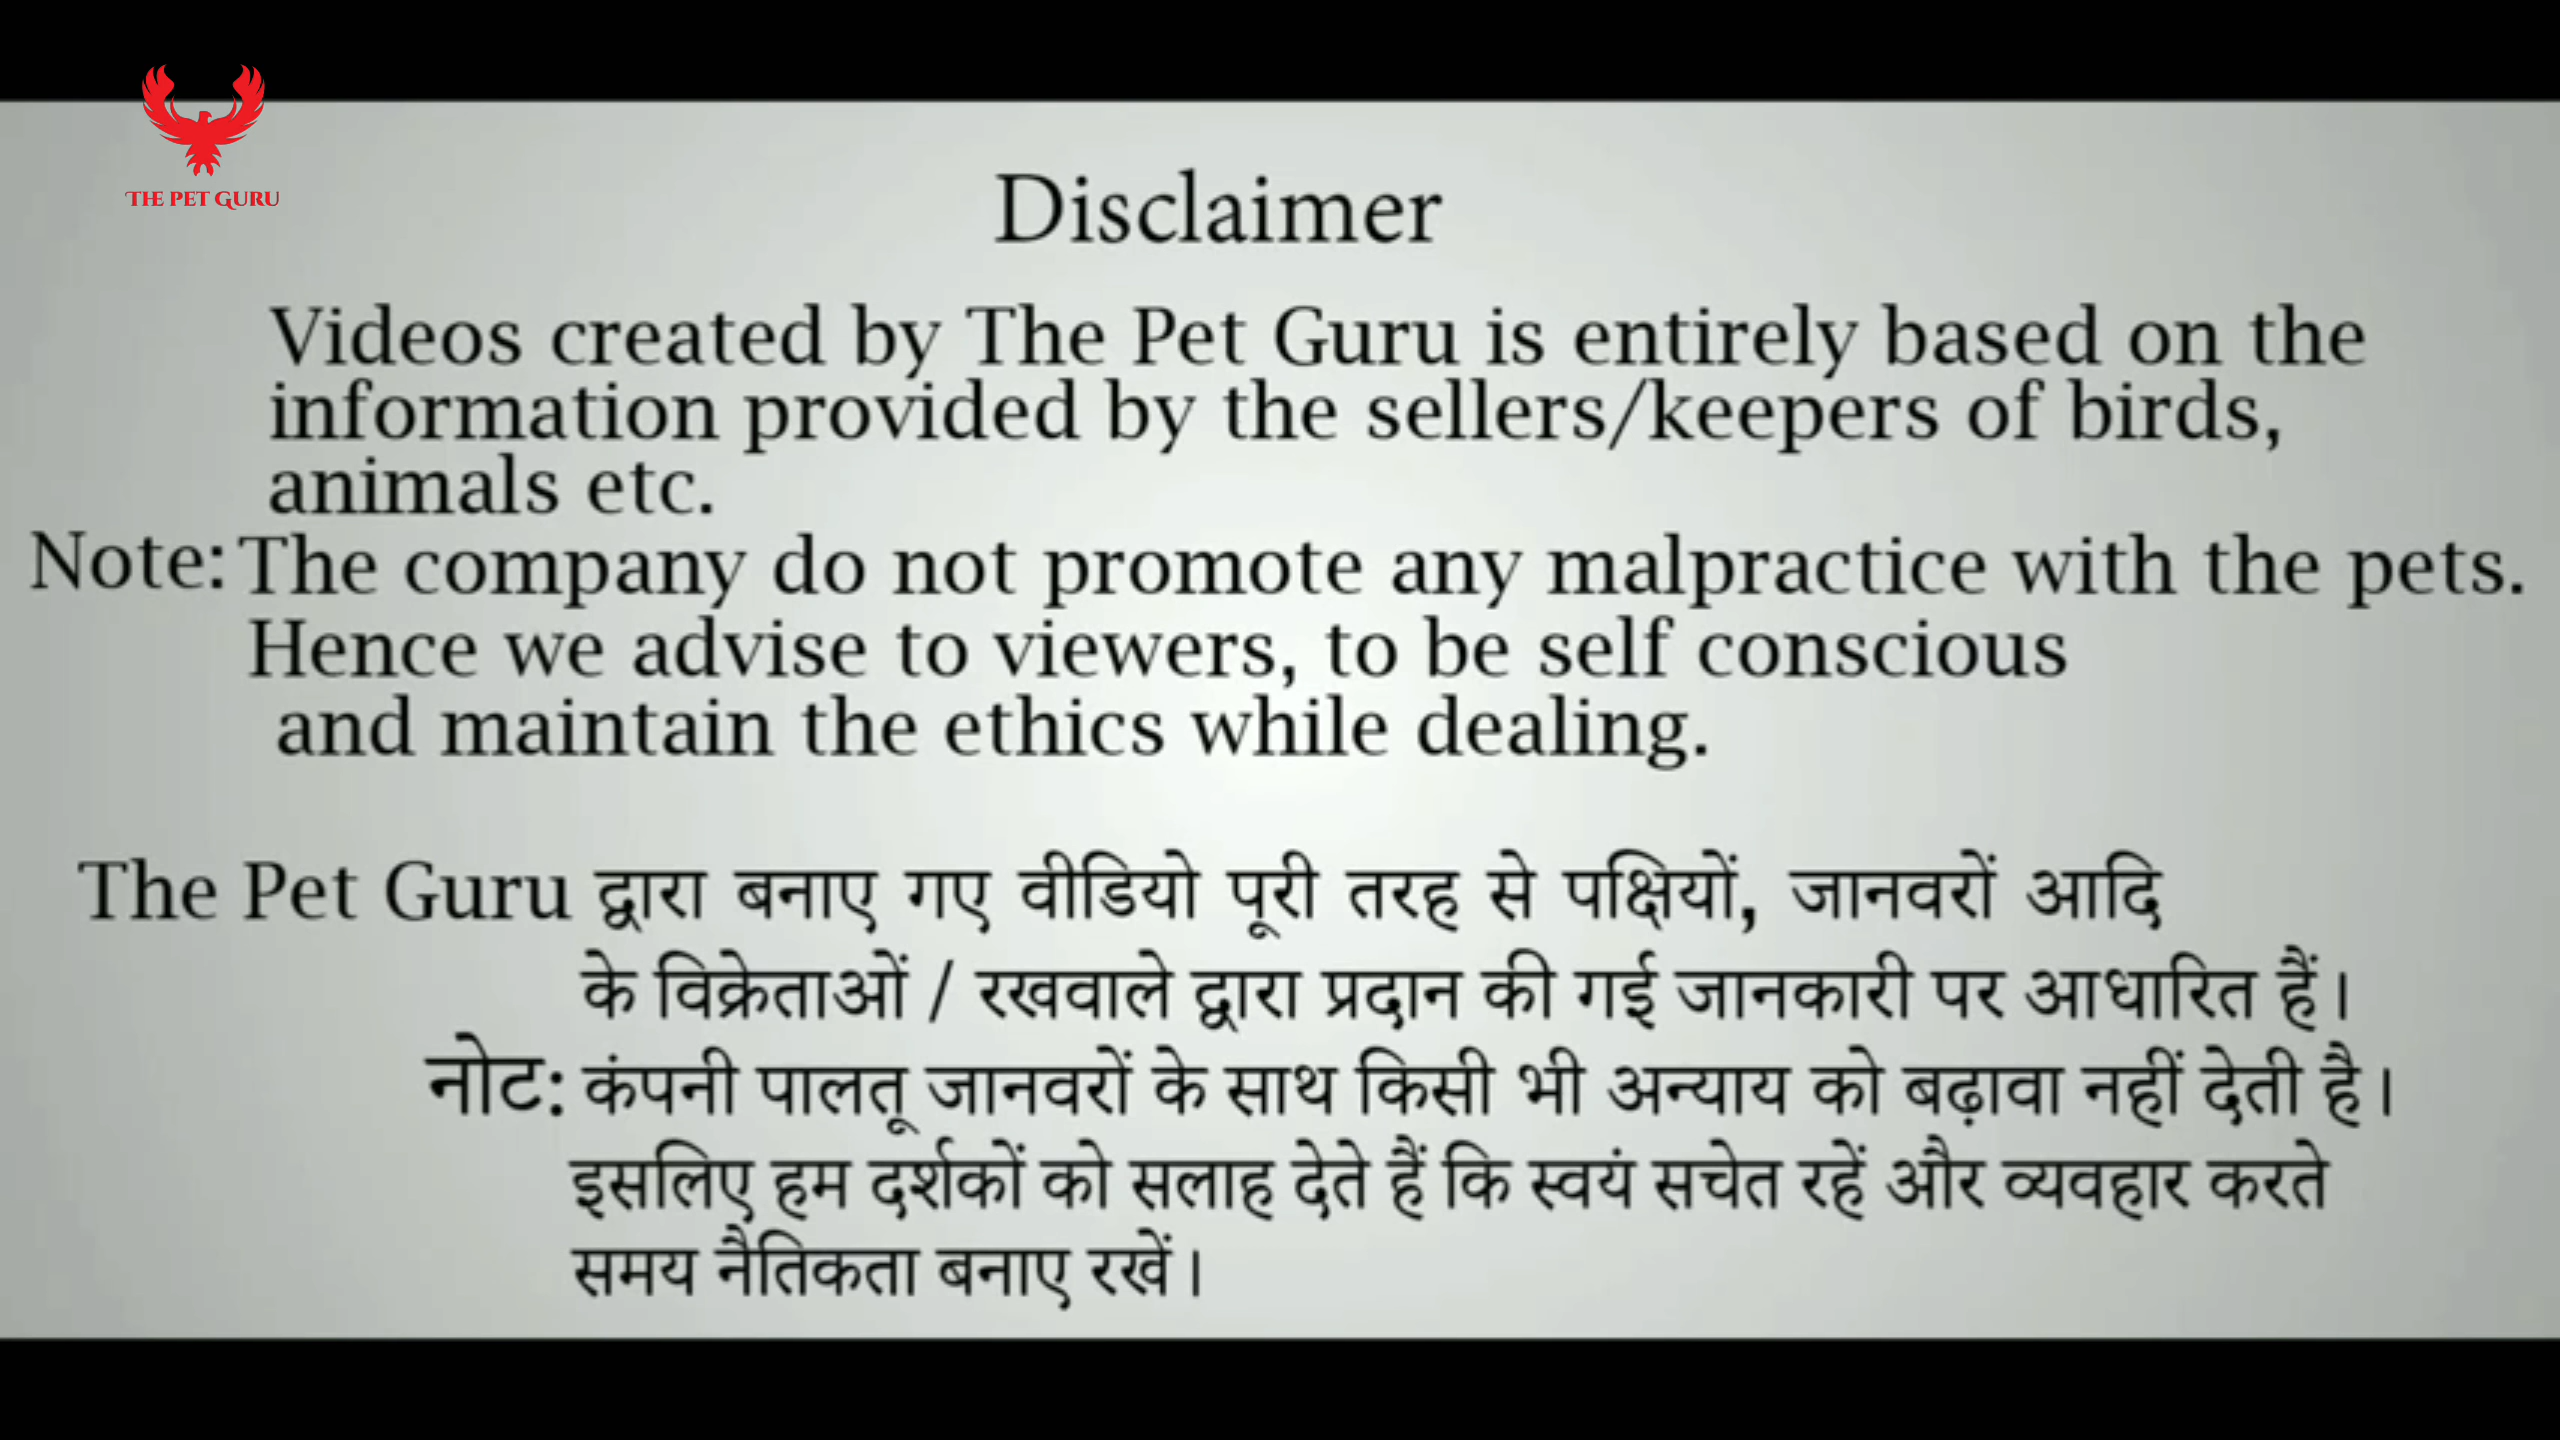 THE PET GURU
Disclaimer
Videos created by The Pet Guru is entirely based on the
information provided by the sellers/keepers of birds,
animals etc.
Note: The company do not promote any malpractice with the pets.
Hence we advise to viewers, to be self conscious
and maintain the ethics while dealing.
The Pet Guru द्वारा बनाए गए वीडियो पूरी तरह से पक्षियों, जानवरों आदि
के विक्रेताओं / रखवाले द्वारा प्रदान की गई जानकारी पर आधारित हैं।
नोट: कंपनी पालतू जानवरों के साथ किसी भी अन्याय को बढ़ावा नहीं देती है।
इसलिए हम दर्शकों को सलाह देते हैं कि स्वयं सचेत रहें और व्यवहार करते
समय नैतिकता बनाए रखें।